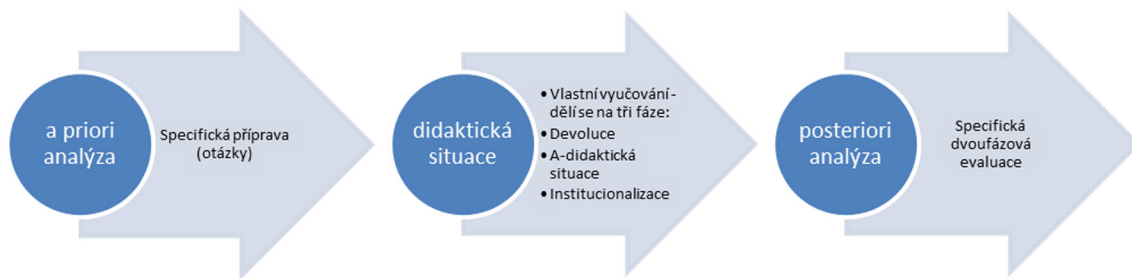 a priori
analýza
Specifická příprava
(otázky)
didaktická
situace
• Vlastní vyučování -
dělí se na tři fáze:
• Devoluce
• A-didaktická
situace
• Institucionalizace
posteriori
analýza
Specifická
dvoufázová
evaluace